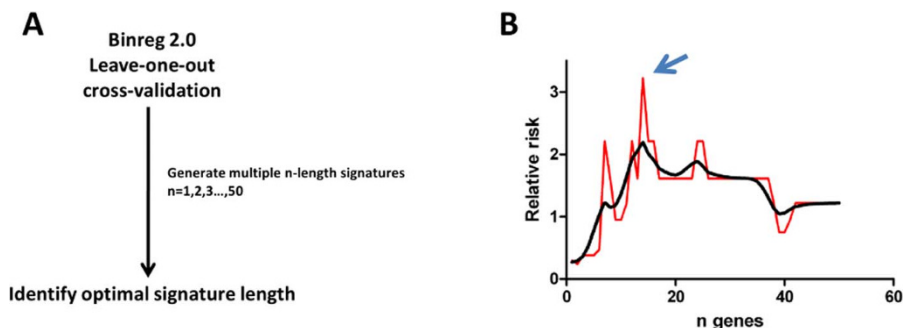 A
Binreg 2.0
Leave-one-out
cross-validation
Generate multiple n-length signatures
n=1,2,3...,50
Identify optimal signature length
B
Relative risk
3
2
1
0
0
20
40
60
n genes